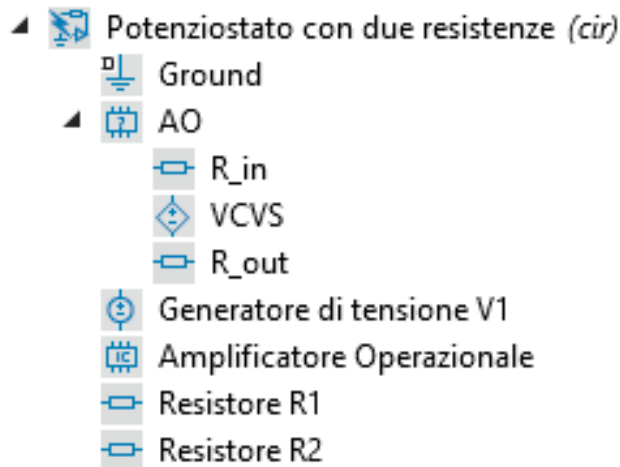 Potenziostato con due resistenze (cir)
D Ground
? AO
R_in
VCVS
R_out
Generatore di tensione V1
IC Amplificatore Operazionale
Resistore R1
Resistore R2